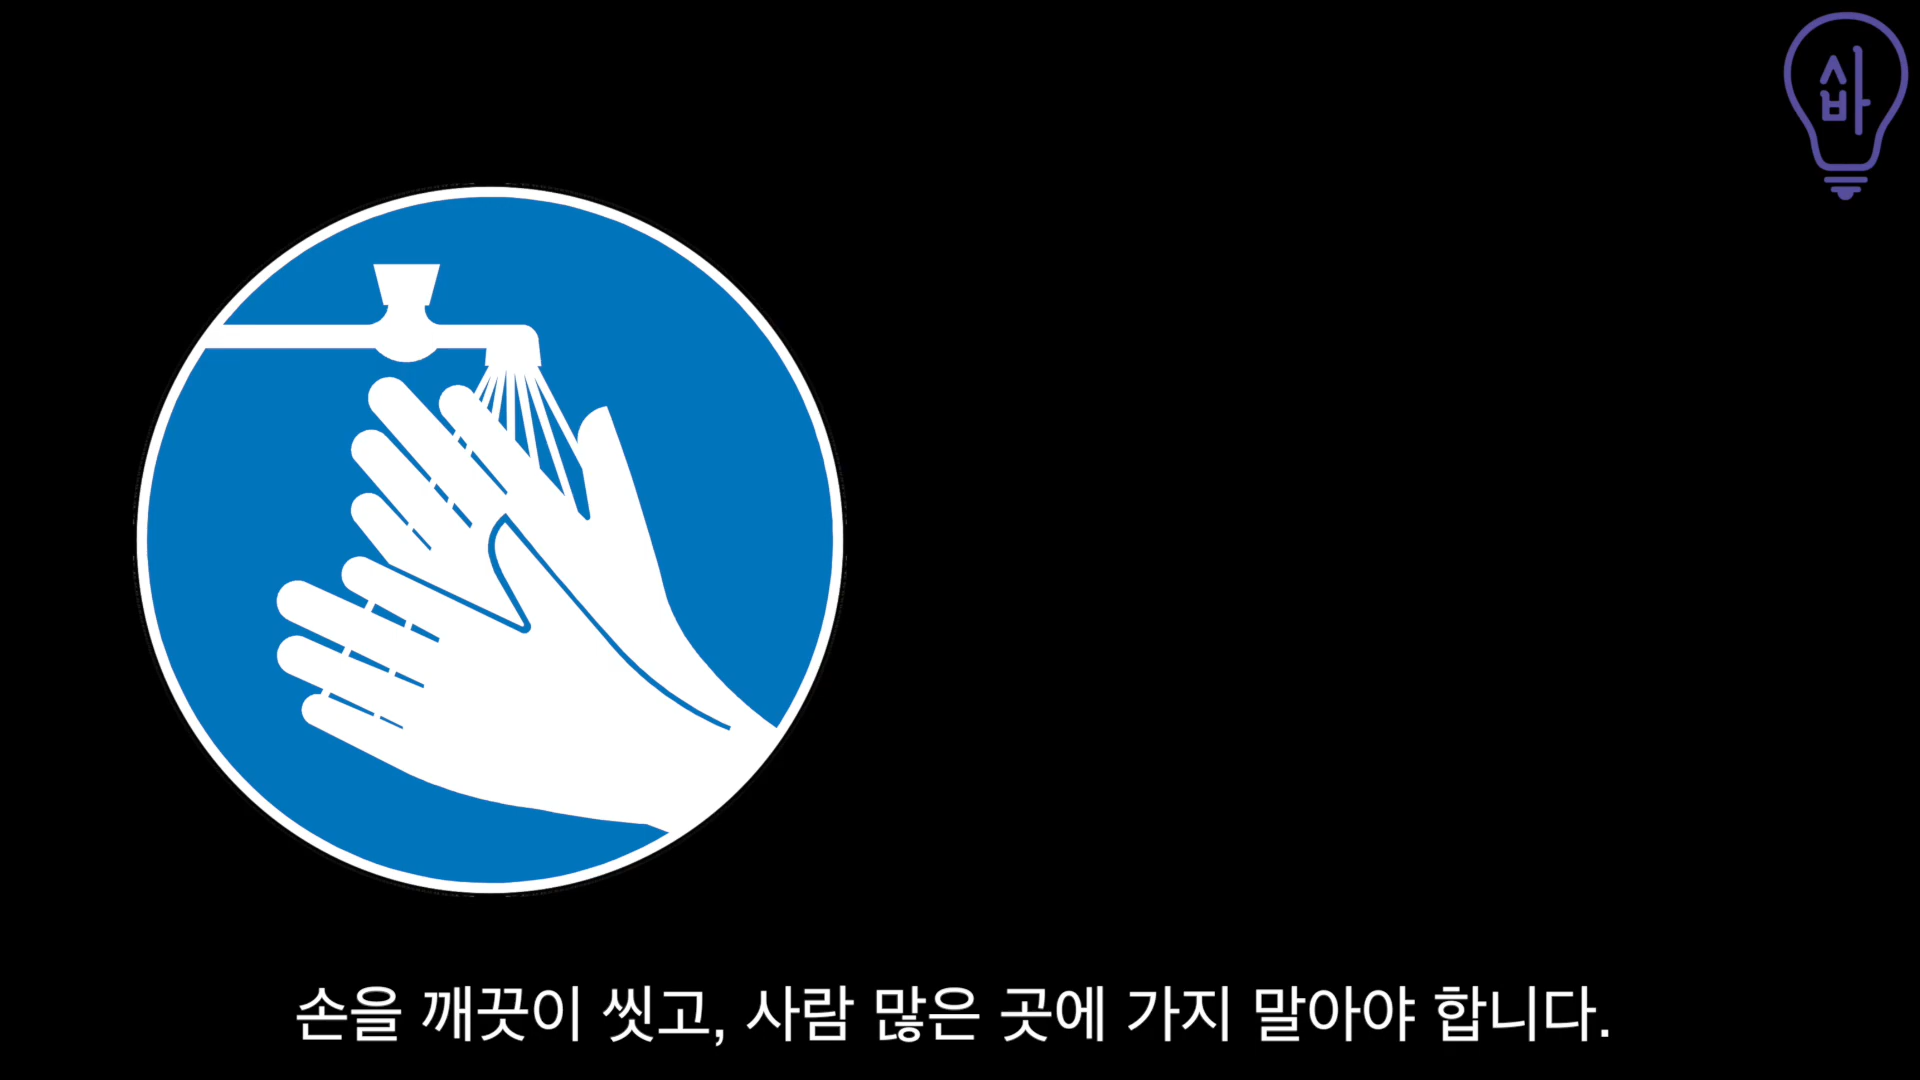 손을 깨끗이 씻고, 사람 많은 곳에 가지 말아야 합니다.